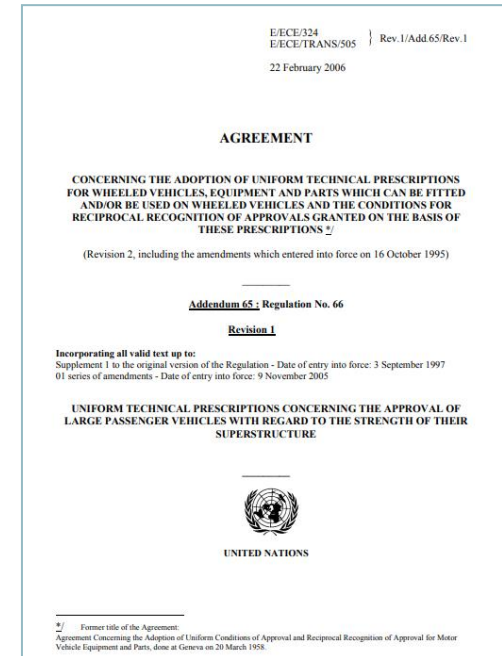 E/ECE/324
E/ECE/TRANS/505 } Rev.1/Add.65/Rev.1
22 February 2006
AGREEMENT
CONCERNING THE ADOPTION OF UNIFORM TECHNICAL PRESCRIPTIONS
FOR WHEELED VEHICLES, EQUIPMENT AND PARTS WHICH CAN BE FITTED
AND/OR BE USED ON WHEELED VEHICLES AND THE CONDITIONS FOR
RECIPROCAL RECOGNITION OF APPROVALS GRANTED ON THE BASIS OF
THESE PRESCRIPTIONS */
(Revision 2, including the amendments which entered into force on 16 October 1995)
Addendum 65 : Regulation No. 66
Revision 1
Incorporating all valid text up to:
Supplement 1 to the original version of the Regulation - Date of entry into force: 3 September 1997
01 series of amendments - Date of entry into force: 9 November 2005
UNIFORM TECHNICAL PRESCRIPTIONS CONCERNING THE APPROVAL OF
LARGE PASSENGER VEHICLES WITH REGARD TO THE STRENGTH OF THEIR
SUPERSTRUCTURE
UNITED NATIONS
*/ Former title of the Agreement:
Agreement Concerning the Adoption of Uniform Conditions of Approval and Reciprocal Recognition of Approval for Motor
Vehicle Equipment and Parts, done at Geneva on 20 March 1958.